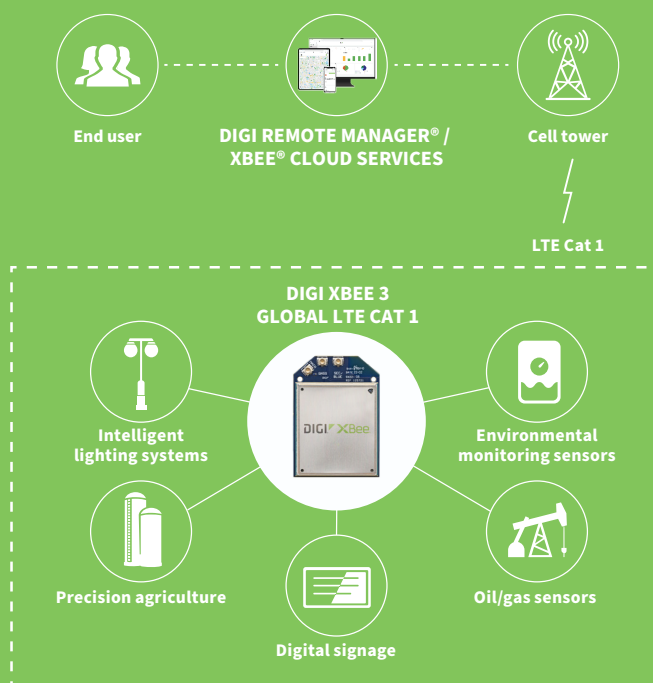 End user
DIGI REMOTE MANAGER® /
XBEE® CLOUD SERVICES
Cell tower
LTE Cat 1
DIGI XBEE 3
GLOBAL LTE CAT 1
DIGI XBee
Intelligent
lighting systems
Environmental
monitoring sensors
Precision agriculture
Oil/gas sensors
Digital signage